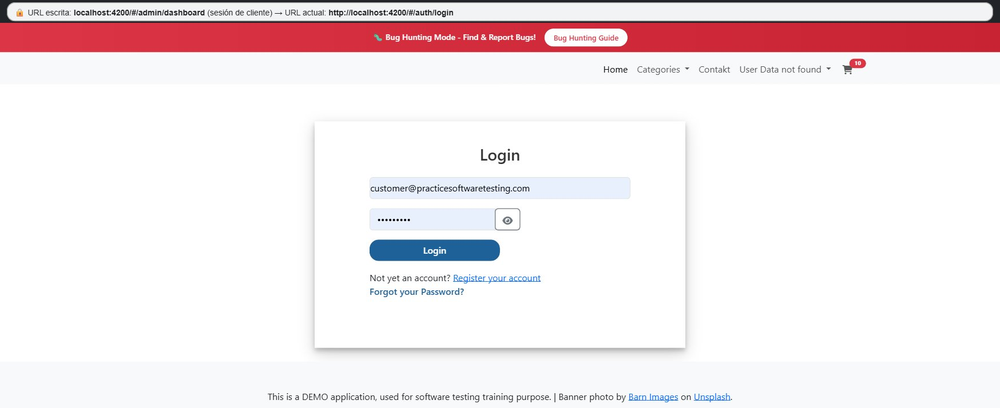 URL escrita: localhost:4200/#/admin/dashboard (sesión de cliente) → URL actual: http://localhost:4200/#/auth/login
Bug Hunting Mode - Find & Report Bugs! Bug Hunting Guide
Home Categories Contakt User Data not found 10
Login
customer@practicesoftwaretesting.com
•••••••••
Login
Not yet an account? Register your account
Forgot your Password?
This is a DEMO application, used for software testing training purpose. | Banner photo by Barn Images on Unsplash.